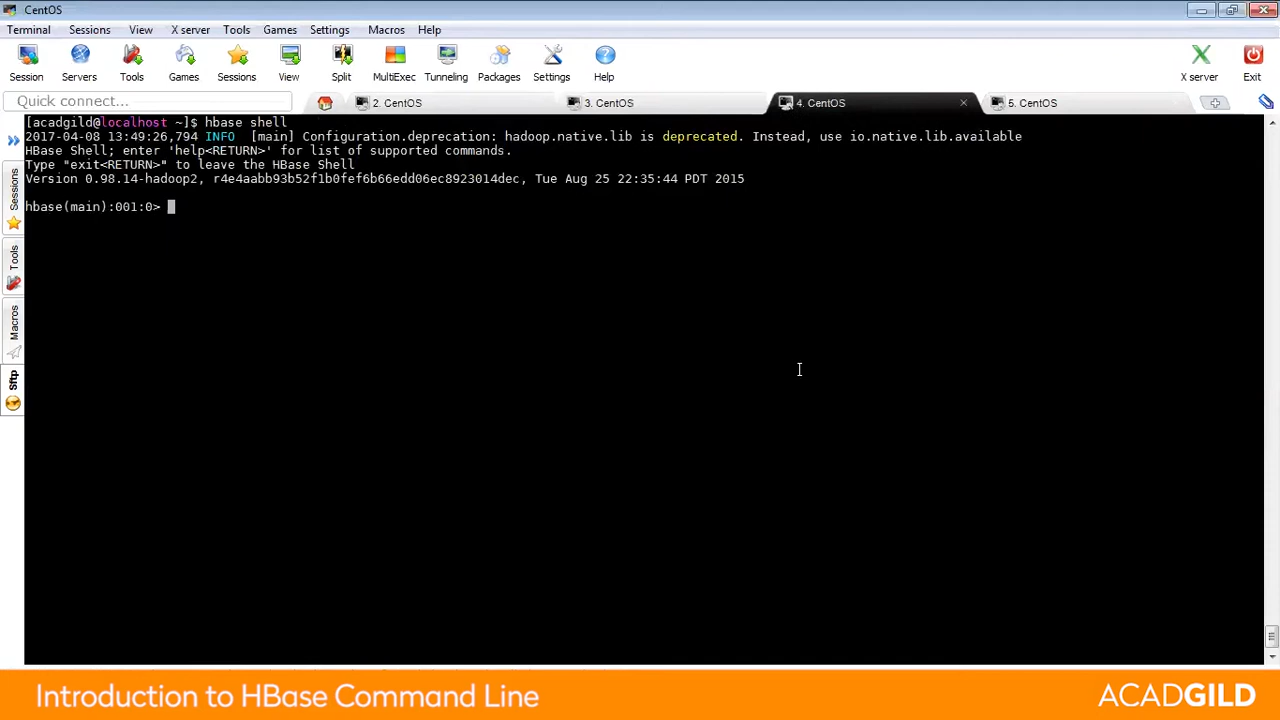 CentOS
Terminal Sessions View X server Tools Games Settings Macros Help
Session Servers Tools Games Sessions View Split MultiExec Tunneling Packages Settings Help X server Exit
Quick connect... 2. CentOS 3. CentOS 4. CentOS 5. CentOS
[acadgild@localhost ~]$ hbase shell
2017-04-08 13:49:26,794 INFO [main] Configuration.deprecation: hadoop.native.lib is deprecated. Instead, use io.native.lib.available
HBase Shell; enter 'help<RETURN>' for list of supported commands.
Type "exit<RETURN>" to leave the HBase Shell
Version 0.98.14-hadoop2, r4e4aabb93b52f1b0fef6b66edd06ec8923014dec, Tue Aug 25 22:35:44 PDT 2015
hbase(main):001:0>
Sessions
Tools
Macros
Sftp
Introduction to HBase Command Line
ACADGILD